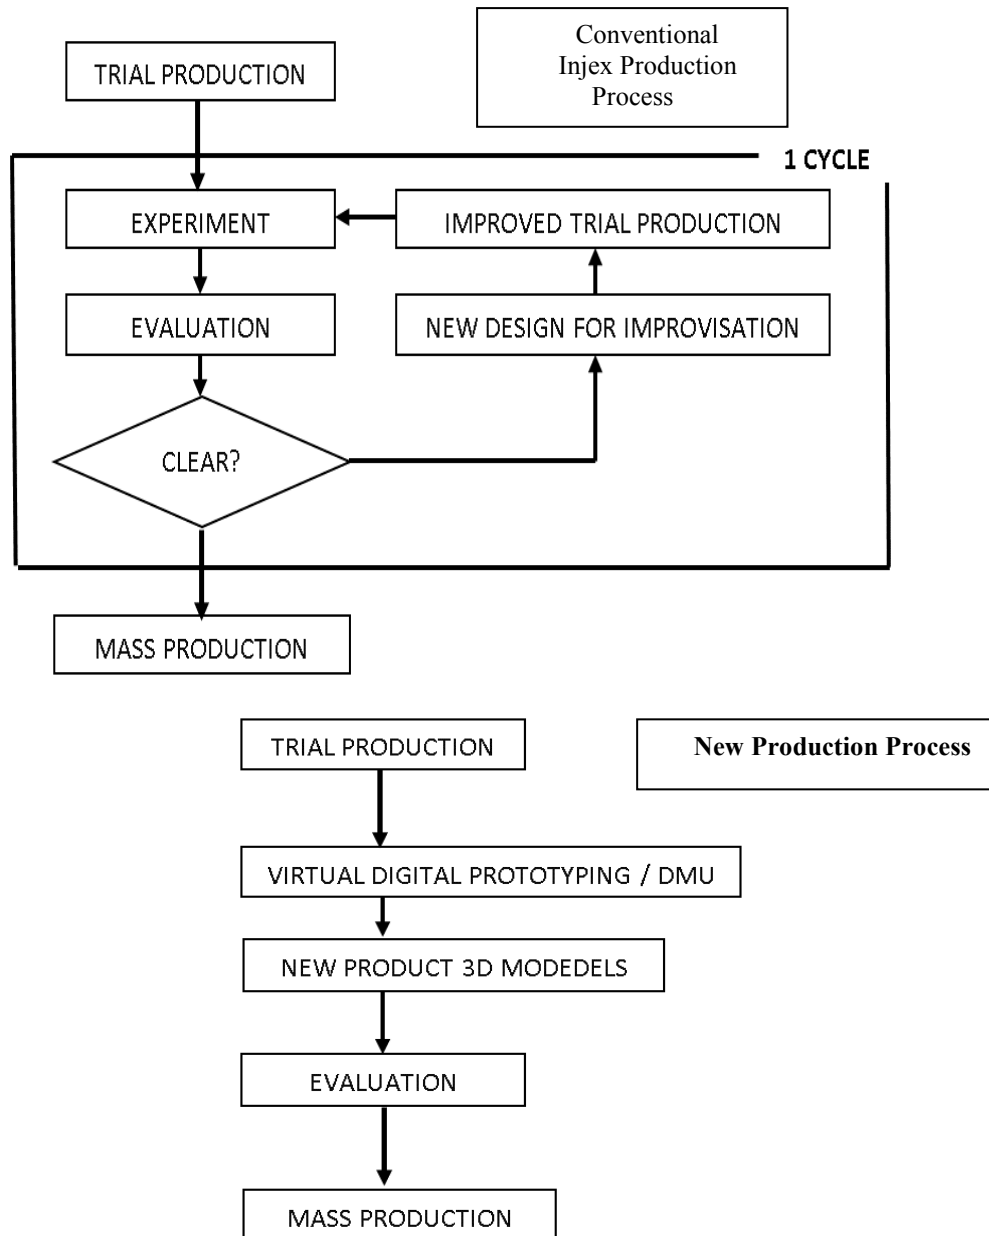 Conventional
Injex Production
Process
TRIAL PRODUCTION
1 CYCLE
EXPERIMENT
IMPROVED TRIAL PRODUCTION
EVALUATION
NEW DESIGN FOR IMPROVISATION
CLEAR?
MASS PRODUCTION
New Production Process
TRIAL PRODUCTION
VIRTUAL DIGITAL PROTOTYPING / DMU
NEW PRODUCT 3D MODEDELS
EVALUATION
MASS PRODUCTION